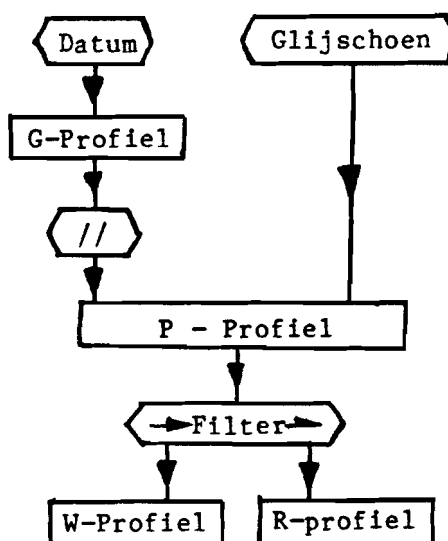 Datum
Glijschoen
G-Profiel
//
P - Profiel
Filter
W-Profiel
R-profiel